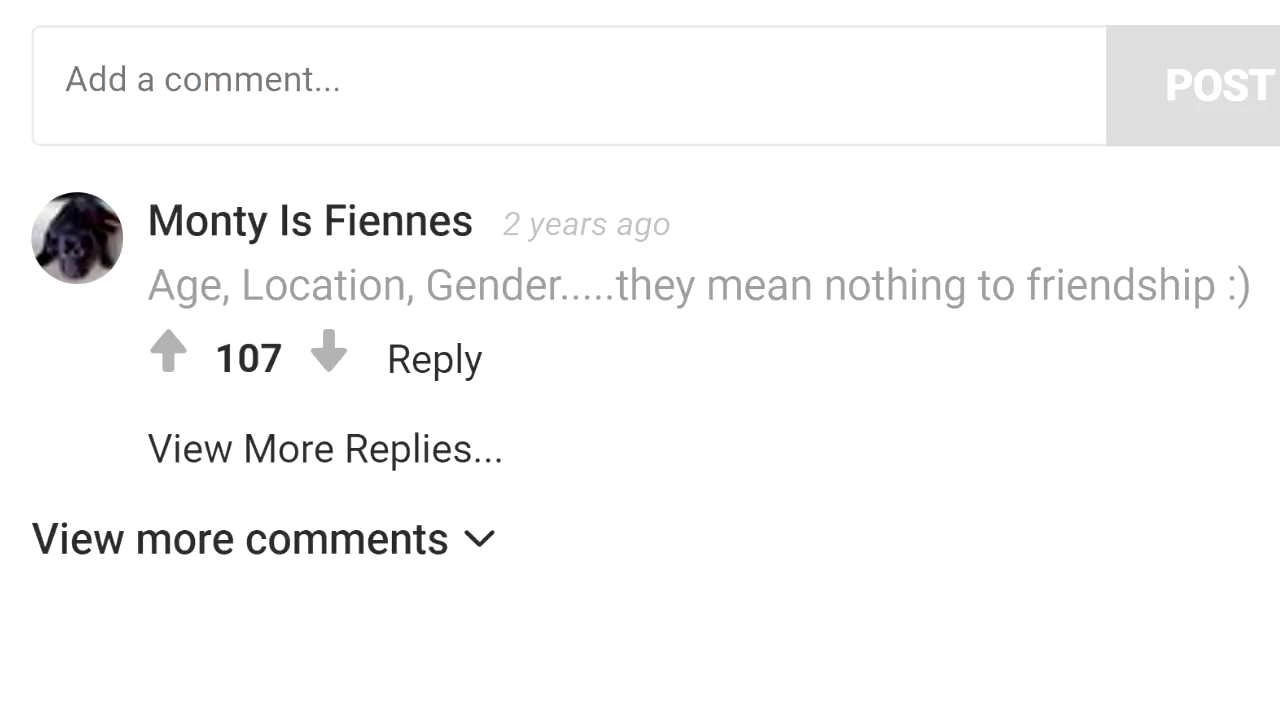 Add a comment...
POST
Monty Is Fiennes 2 years ago
Age, Location, Gender.....they mean nothing to friendship :)
107 Reply
View More Replies...
View more comments